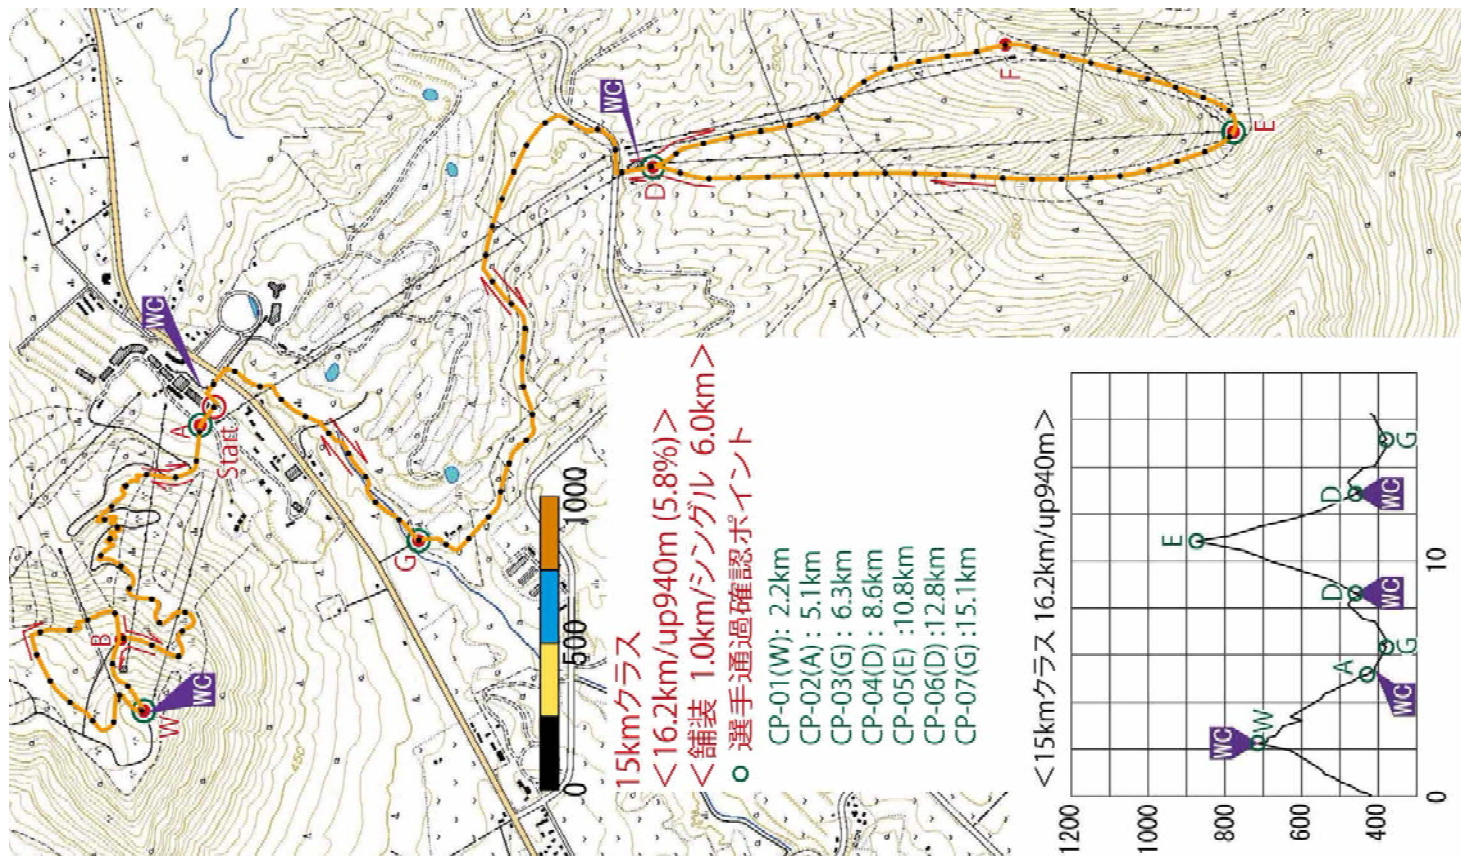 WC
A
Start
B
W
WC
G
WC
D
F
E
0
500
1000
15kmクラス
＜16.2km/up940m (5.8%)＞
＜舗装 1.0km/シングル 6.0km＞
○ 選手通過確認ポイント
CP-01(W): 2.2km
CP-02(A) : 5.1km
CP-03(G) : 6.3km
CP-04(D) : 8.6km
CP-05(E) :10.8km
CP-06(D) :12.8km
CP-07(G) :15.1km
＜15kmクラス 16.2km/up940m＞
1200
1000
800
600
400
0
10
WC
W
A
WC
G
D
WC
E
D
WC
G